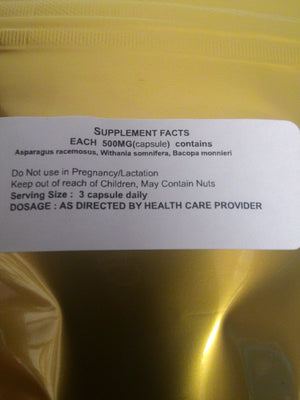 SUPPLEMENT FACTS
EACH 500MG(capsule) contains
Asparagus racemosus, Withania somnifera, Bacopa monnieri
Do Not use in Pregnancy/Lactation
Keep out of reach of Children, May Contain Nuts
Serving Size : 3 capsule daily
DOSAGE : AS DIRECTED BY HEALTH CARE PROVIDER